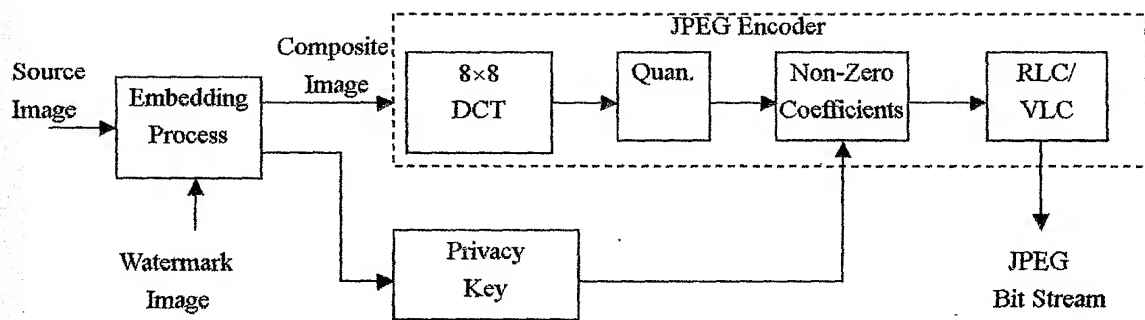 JPEG Encoder
Source
Image
Embedding
Process
Composite
Image
8×8
DCT
Quan.
Non-Zero
Coefficients
RLC/
VLC
Watermark
Image
Privacy
Key
JPEG
Bit Stream